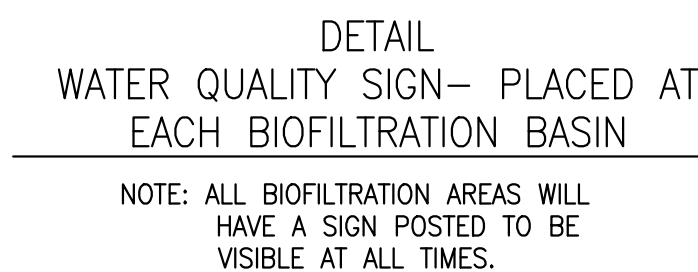 DETAIL
WATER QUALITY SIGN– PLACED AT
EACH BIOFILTRATION BASIN
NOTE: ALL BIOFILTRATION AREAS WILL
HAVE A SIGN POSTED TO BE
VISIBLE AT ALL TIMES.